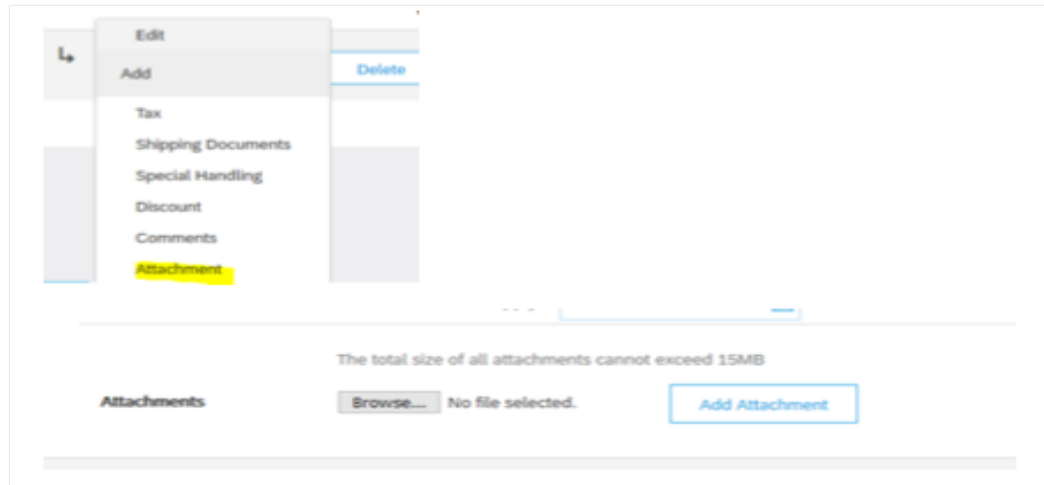 Edit
Add
Delete
Tax
Shipping Documents
Special Handling
Discount
Comments
Attachment
The total size of all attachments cannot exceed 15MB
Attachments Browse... No file selected. Add Attachment